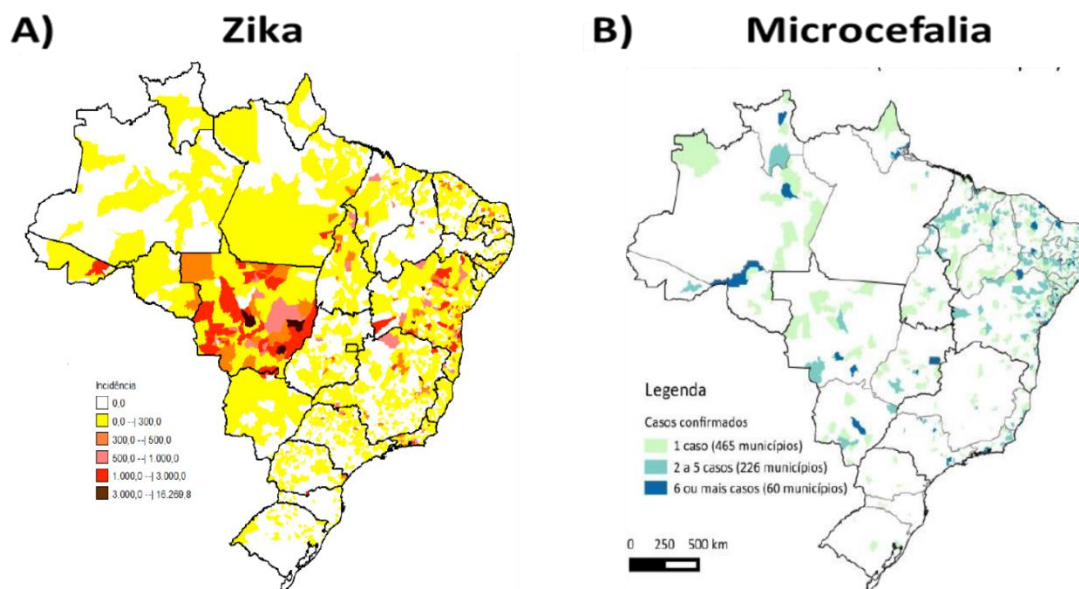 A) Zika
Incidência
0,0
0,0 --| 300,0
300,0 --| 500,0
500,0 --| 1.000,0
1.000,0 --| 3.000,0
3.000,0 --| 16.269,8
B) Microcefalia
Legenda
Casos confirmados
1 caso (465 municípios)
2 a 5 casos (226 municípios)
6 ou mais casos (60 municípios)
0 250 500 km